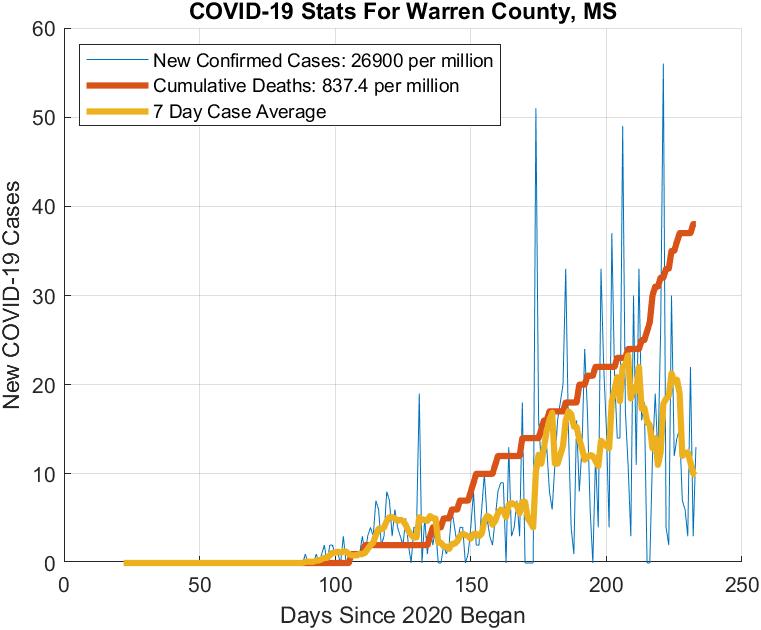 COVID-19 Stats For Warren County, MS
New Confirmed Cases: 26900 per million
Cumulative Deaths: 837.4 per million
7 Day Case Average
New COVID-19 Cases
60
50
40
30
20
10
0
0 50 100 150 200 250
Days Since 2020 Began